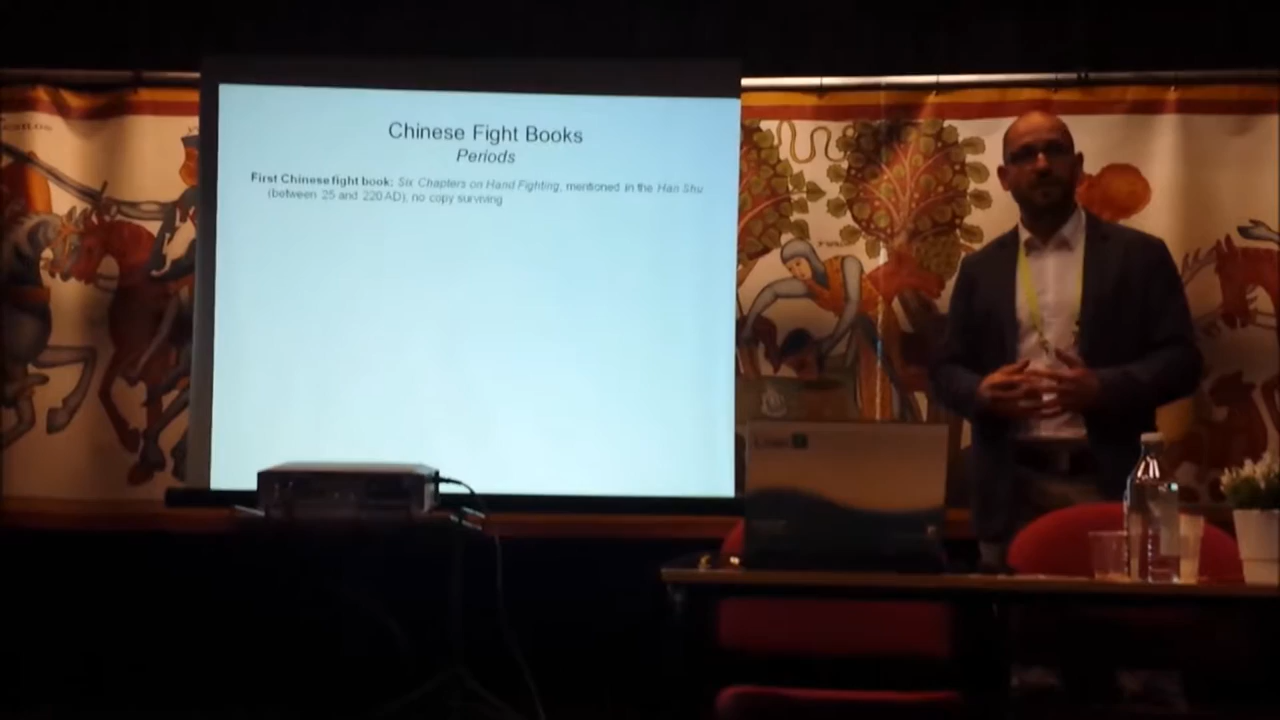 Chinese Fight Books
Periods
First Chinese fight book: Six Chapters on Hand Fighting, mentioned in the Han Shu
(between 25 and 220 AD), no copy surviving